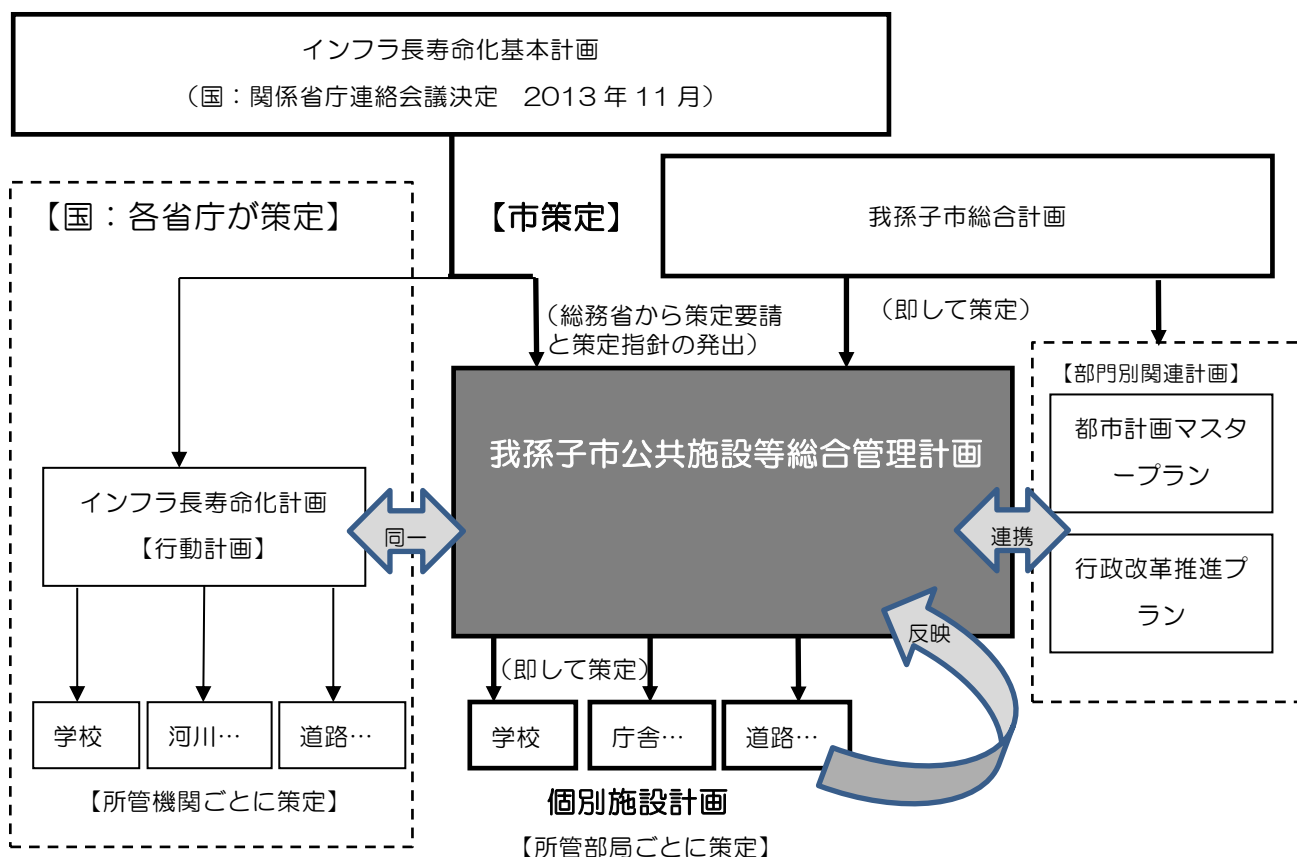 インフラ長寿命化基本計画
（国：関係省庁連絡会議決定　2013年11月）
【国：各省庁が策定】
【市策定】
我孫子市総合計画
（総務省から策定要請
と策定指針の発出）
（即して策定）
【部門別関連計画】
都市計画マスタ
ープラン
行政改革推進プ
ラン
我孫子市公共施設等総合管理計画
インフラ長寿命化計画
【行動計画】
同一
連携
反映
（即して策定）
学校
河川…
道路…
【所管機関ごとに策定】
学校
庁舎…
道路…
個別施設計画
【所管部局ごとに策定】